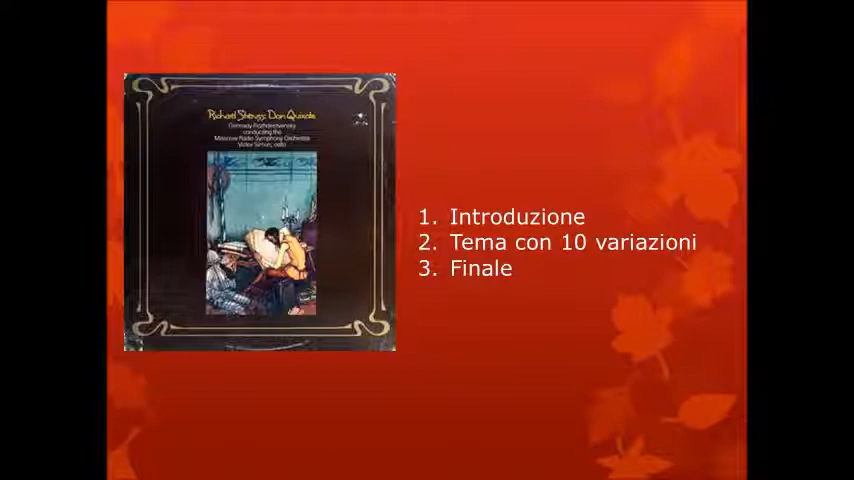 Richard Strauss: Don Quixote
Gennady Rozhdestvensky
conducting the
Moscow Radio Symphony Orchestra
Victor Simon, cello
1. Introduzione
2. Tema con 10 variazioni
3. Finale